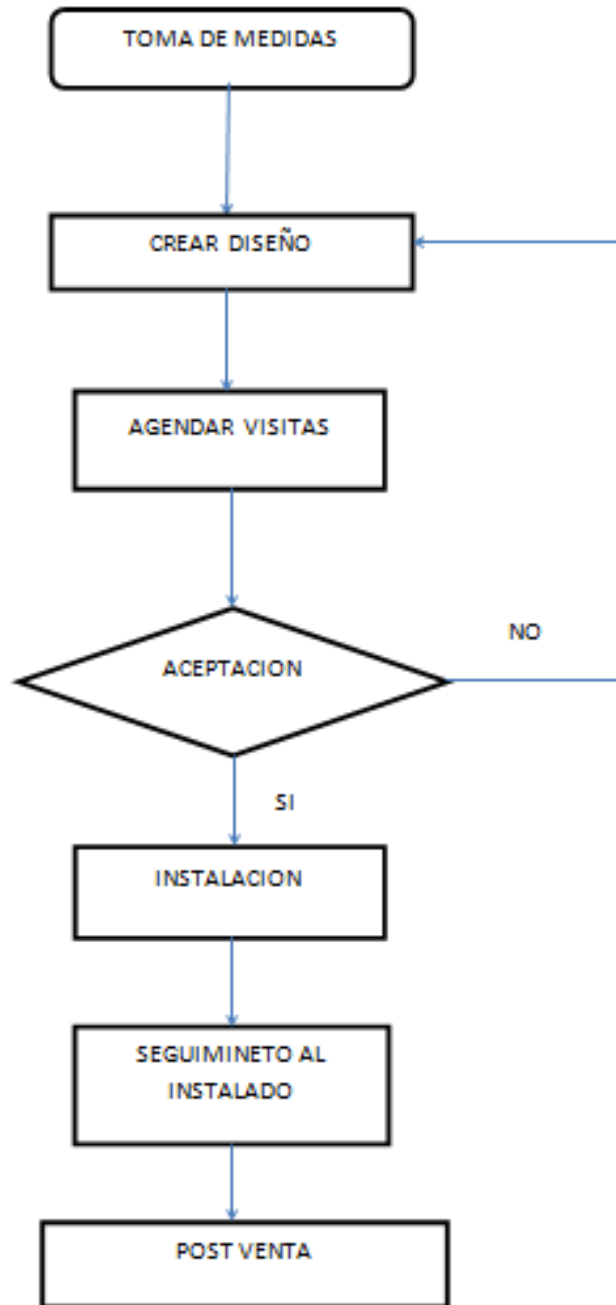 TOMA DE MEDIDAS
CREAR DISEÑO
AGENDAR VISITAS
ACEPTACION
NO
SI
INSTALACION
SEGUIMINETO AL
INSTALADO
POST VENTA